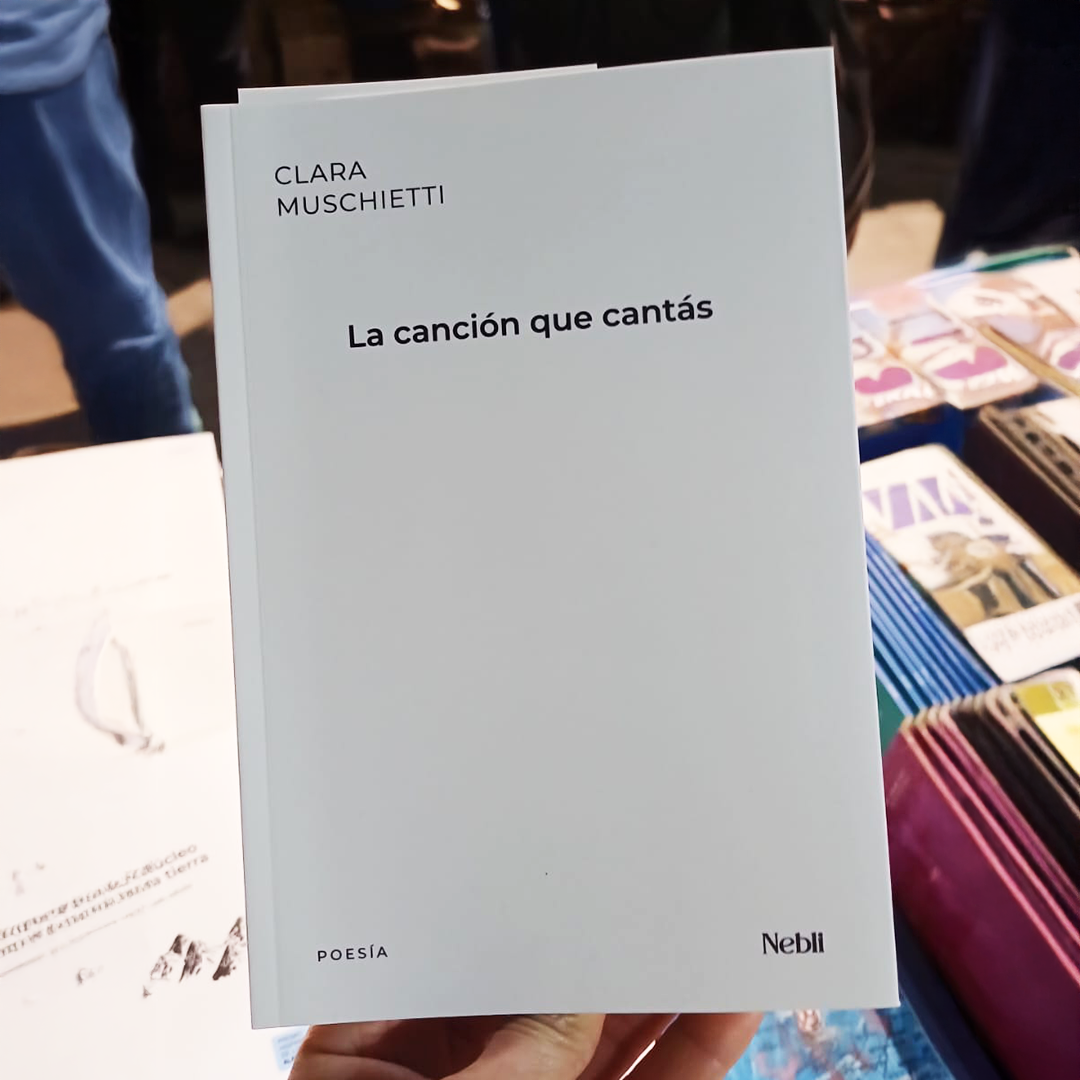 CLARA
MUSCHIETTI
La canción que cantás
POESÍA
Nebli